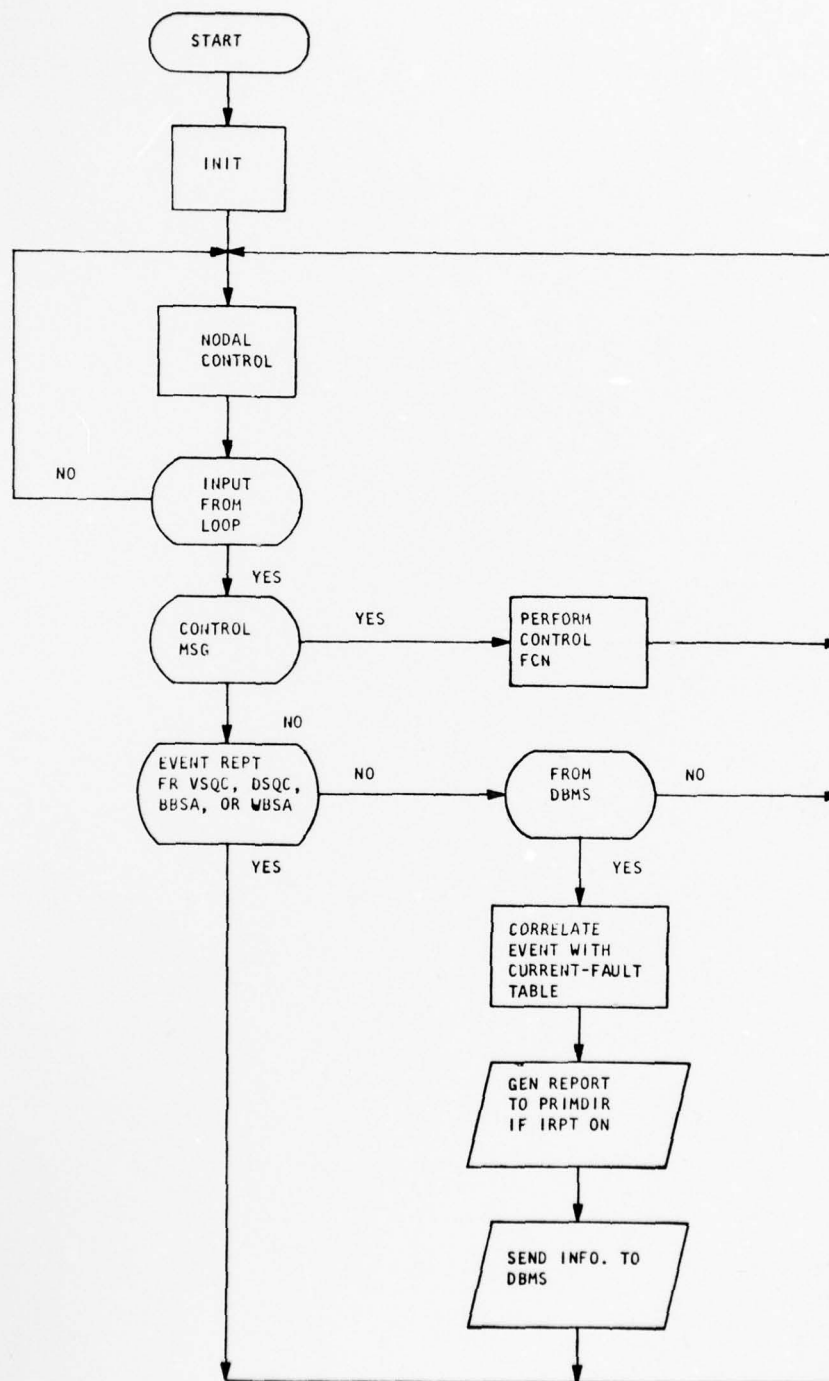 START
INIT
NODAL
CONTROL
NO
INPUT
FROM
LOOP
YES
CONTROL
MSG
YES
PERFORM
CONTROL
FCN
NO
EVENT REPT
FR VSQC, DSQC,
BBSA, OR WBSA
NO
FROM
DBMS
NO
YES
YES
CORRELATE
EVENT WITH
CURRENT-FAULT
TABLE
GEN REPORT
TO PRIMDIR
IF IRPT ON
SEND INFO. TO
DBMS